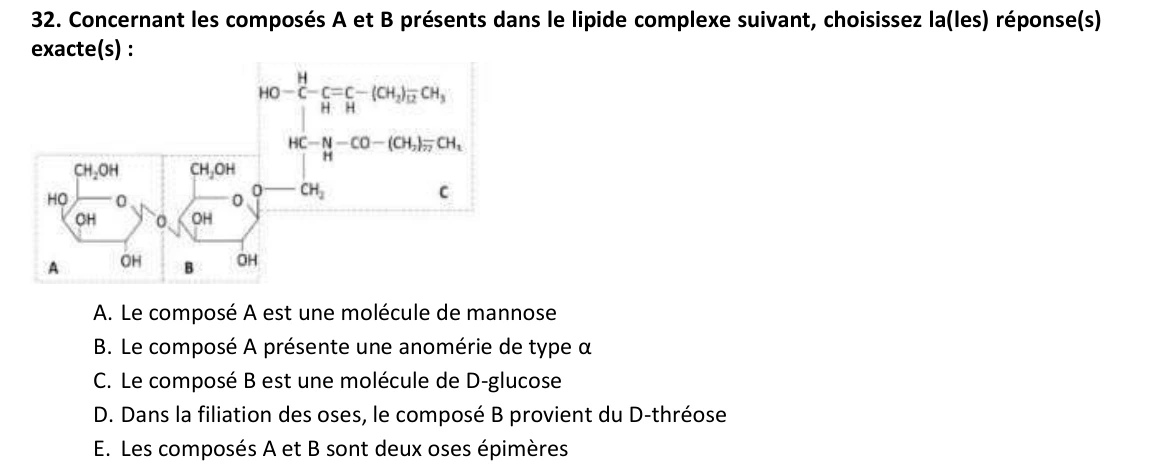 32. Concernant les composés A et B présents dans le lipide complexe suivant, choisissez la(les) réponse(s)
exacte(s) :
H
HO-C-C=C-(CH₂)12-CH₃
H H
HC-N-CO-(CH₂)22-CH₃
H
CH₂OH CH₂OH O CH₂ C
HO O O
OH O OH
OH OH
A B
A. Le composé A est une molécule de mannose
B. Le composé A présente une anomérie de type α
C. Le composé B est une molécule de D-glucose
D. Dans la filiation des oses, le composé B provient du D-thréose
E. Les composés A et B sont deux oses épimères